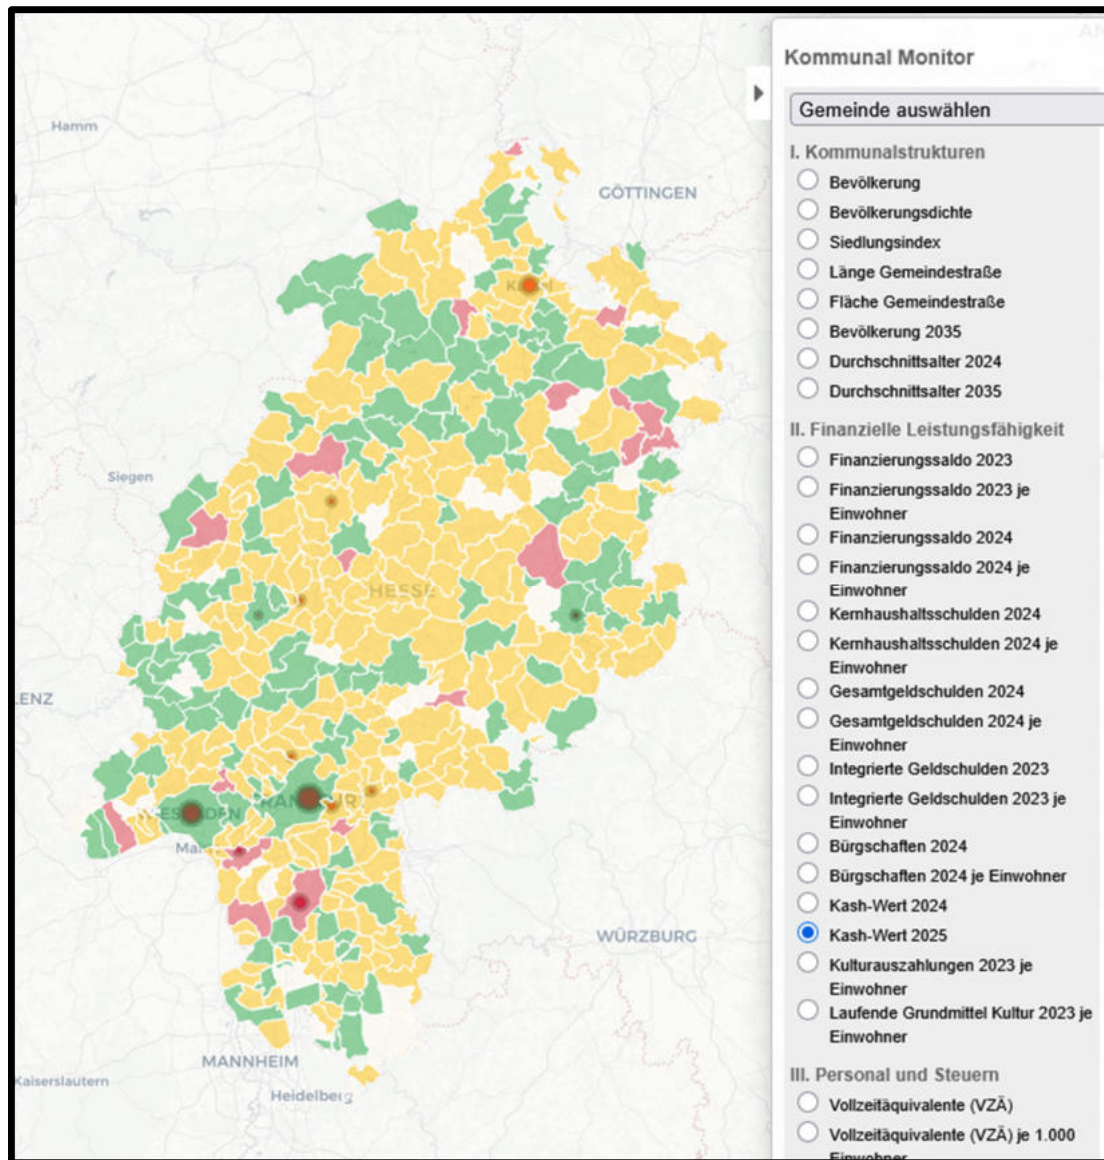 Hamm
GÖTTINGEN
Siegen
HESSE
LENZ
WÜRZBURG
MANNHEIM
Kaiserslautern
Heidelberg
Kommunal Monitor
Gemeinde auswählen
I. Kommunalstrukturen
Bevölkerung
Bevölkerungsdichte
Siedlungsindex
Länge Gemeindestraße
Fläche Gemeindestraße
Bevölkerung 2035
Durchschnittsalter 2024
Durchschnittsalter 2035
II. Finanzielle Leistungsfähigkeit
Finanzierungssaldo 2023
Finanzierungssaldo 2023 je
Einwohner
Finanzierungssaldo 2024
Finanzierungssaldo 2024 je
Einwohner
Kernhaushaltsschulden 2024
Kernhaushaltsschulden 2024 je
Einwohner
Gesamtgeldschulden 2024
Gesamtgeldschulden 2024 je
Einwohner
Integrierte Geldschulden 2023
Integrierte Geldschulden 2023 je
Einwohner
Bürgschaften 2024
Bürgschaften 2024 je Einwohner
Kash-Wert 2024
Kash-Wert 2025
Kulturauszahlungen 2023 je
Einwohner
Laufende Grundmittel Kultur 2023 je
Einwohner
III. Personal und Steuern
Vollzeitäquivalente (VZÄ)
Vollzeitäquivalente (VZÄ) je 1.000
Einwohner